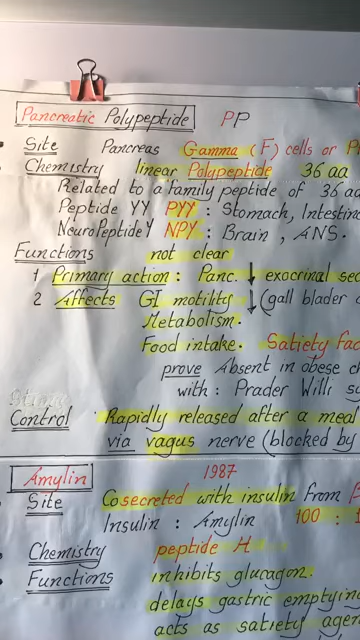 Pancreatic Polypeptide PP
Site Pancreas Gamma (F) cells or
Chemistry linear Polypeptide 36 aa
Related to a family peptide of 36 aa
Peptide YY PYY : Stomach, Intestin
NeuroPeptide Y NPY : Brain, ANS.
Functions not clear
1 Primary action : Panc. ↓ exocrinal sec
2 Affects GI motility ↓ (gall blader
Metabolism.
Food intake. Satiety fac
prove Absent in obese c
with : Prader Willi s
Control Rapidly released after a meal
via vagus nerve (blocked by
Amylin 1987
Site Cosecreted with insulin from
Insulin : Amylin 100 :
Chemistry peptide H
Functions inhibits glucagon.
delays gastric emptying
acts as satiety agen